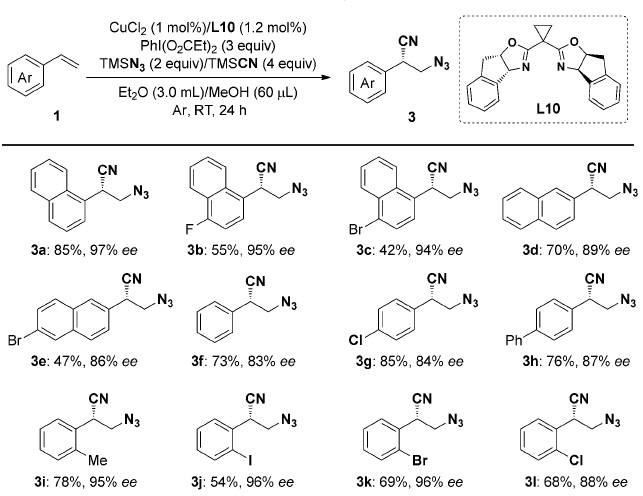 CuCl2 (1 mol%)/L10 (1.2 mol%)
PhI(O2CEt)2 (3 equiv)
TMSN3 (2 equiv)/TMSCN (4 equiv)
Et2O (3.0 mL)/MeOH (60 μL)
Ar, RT, 24 h
Ar
1
CN
N3
Ar
3
O O
N N
L10
CN
N3
3a: 85%, 97% ee
CN
N3
F
3b: 55%, 95% ee
CN
N3
Br
3c: 42%, 94% ee
CN
N3
3d: 70%, 89% ee
CN
N3
Br
3e: 47%, 86% ee
CN
N3
3f: 73%, 83% ee
CN
N3
Cl
3g: 85%, 84% ee
CN
N3
Ph
3h: 76%, 87% ee
CN
N3
Me
3i: 78%, 95% ee
CN
N3
I
3j: 54%, 96% ee
CN
N3
Br
3k: 69%, 96% ee
CN
N3
Cl
3l: 68%, 88% ee